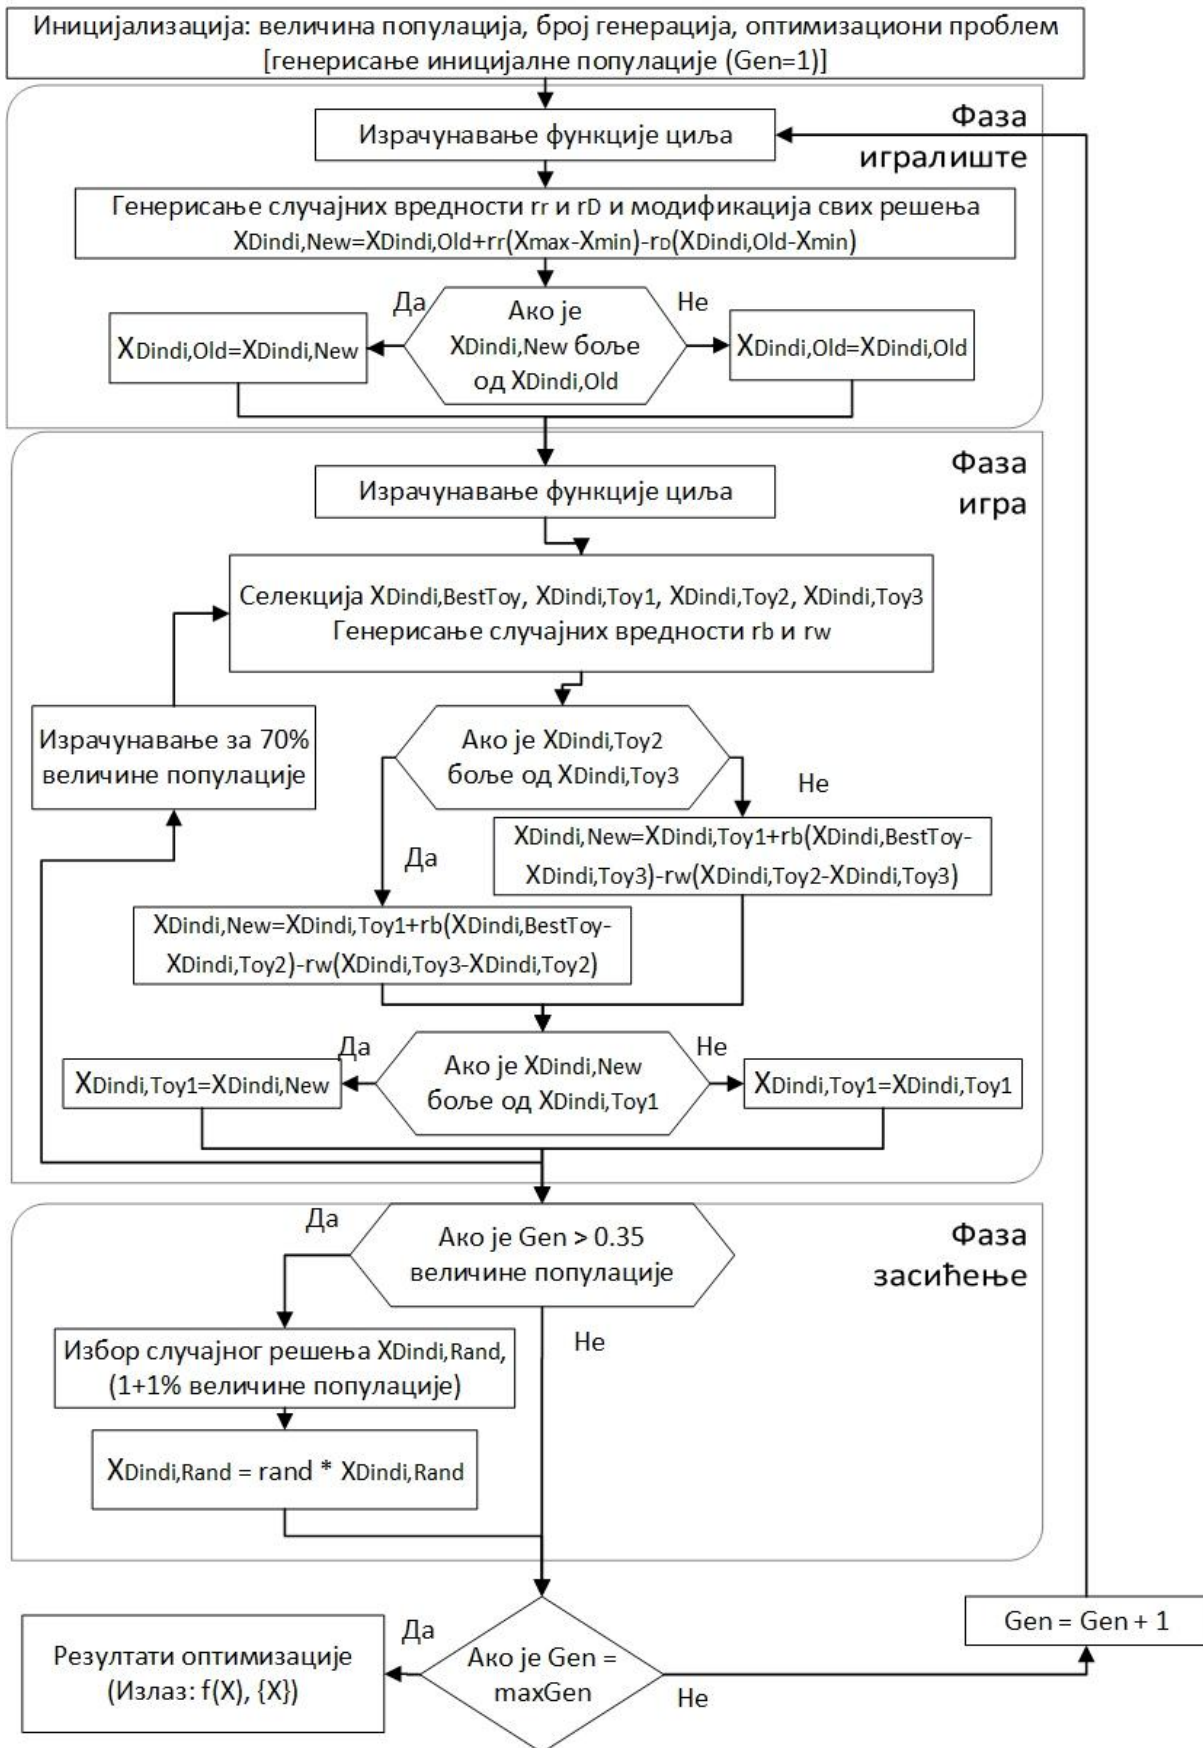 Иницијализација: величина популација, број генерација, оптимизациони проблем
[генерисање иницијалне популације (Gen=1)]
Фаза
игралиште
Израчунавање функције циља
Генерисање случајних вредности rr и rD и модификација свих решења
XDindi,New=XDindi,Old+rr(Xmax-Xmin)-rD(XDindi,Old-Xmin)
Да
Не
Ако је
XDindi,New боље
од XDindi,Old
XDindi,Old=XDindi,New
XDindi,Old=XDindi,Old
Фаза
игра
Израчунавање функције циља
Селекција XDindi,BestToy, XDindi,Toy1, XDindi,Toy2, XDindi,Toy3
Генерисање случајних вредности rb и rw
Израчунавање за 70%
величине популације
Ако је XDindi,Toy2
боље од XDindi,Toy3
Не
XDindi,New=XDindi,Toy1+rb(XDindi,BestToy-
XDindi,Toy3)-rw(XDindi,Toy2-XDindi,Toy3)
Да
XDindi,New=XDindi,Toy1+rb(XDindi,BestToy-
XDindi,Toy2)-rw(XDindi,Toy3-XDindi,Toy2)
Да
Не
Ако је XDindi,New
боље од XDindi,Toy1
XDindi,Toy1=XDindi,New
XDindi,Toy1=XDindi,Toy1
Фаза
засићење
Да
Ако је Gen > 0.35
величине популације
Не
Избор случајног решења XDindi,Rand,
(1+1% величине популације)
XDindi,Rand = rand * XDindi,Rand
Gen = Gen + 1
Да
Ако је Gen =
maxGen
Не
Резултати оптимизације
(Излаз: f(X), {X})